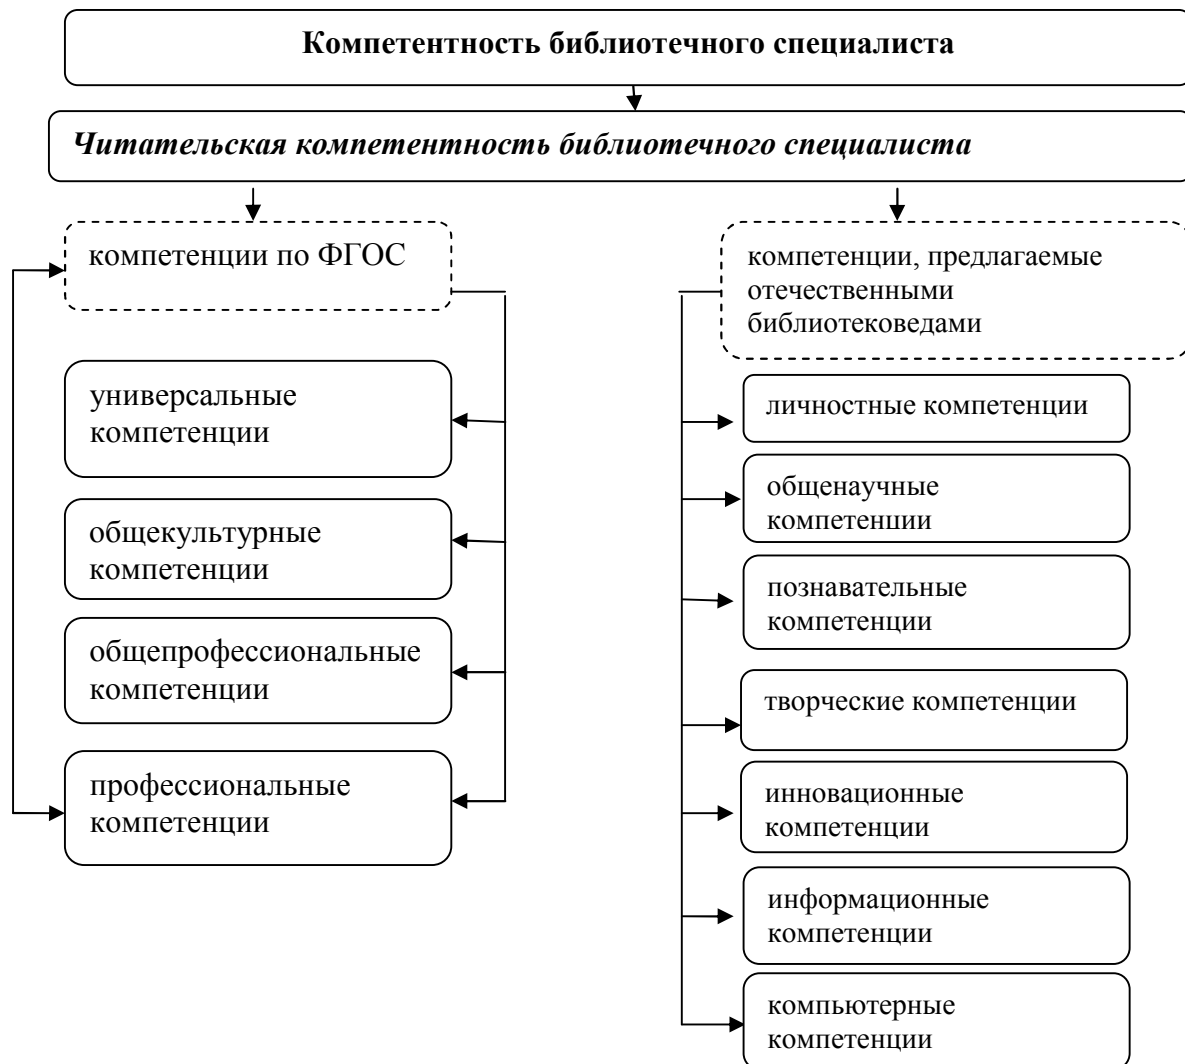 Компетентность библиотечного специалиста
Читательская компетентность библиотечного специалиста
компетенции по ФГОС
универсальные
компетенции
общекультурные
компетенции
общепрофессиональные
компетенции
профессиональные
компетенции
компетенции, предлагаемые
отечественными
библиотековедами
личностные компетенции
общенаучные
компетенции
познавательные
компетенции
творческие компетенции
инновационные
компетенции
информационные
компетенции
компьютерные
компетенции